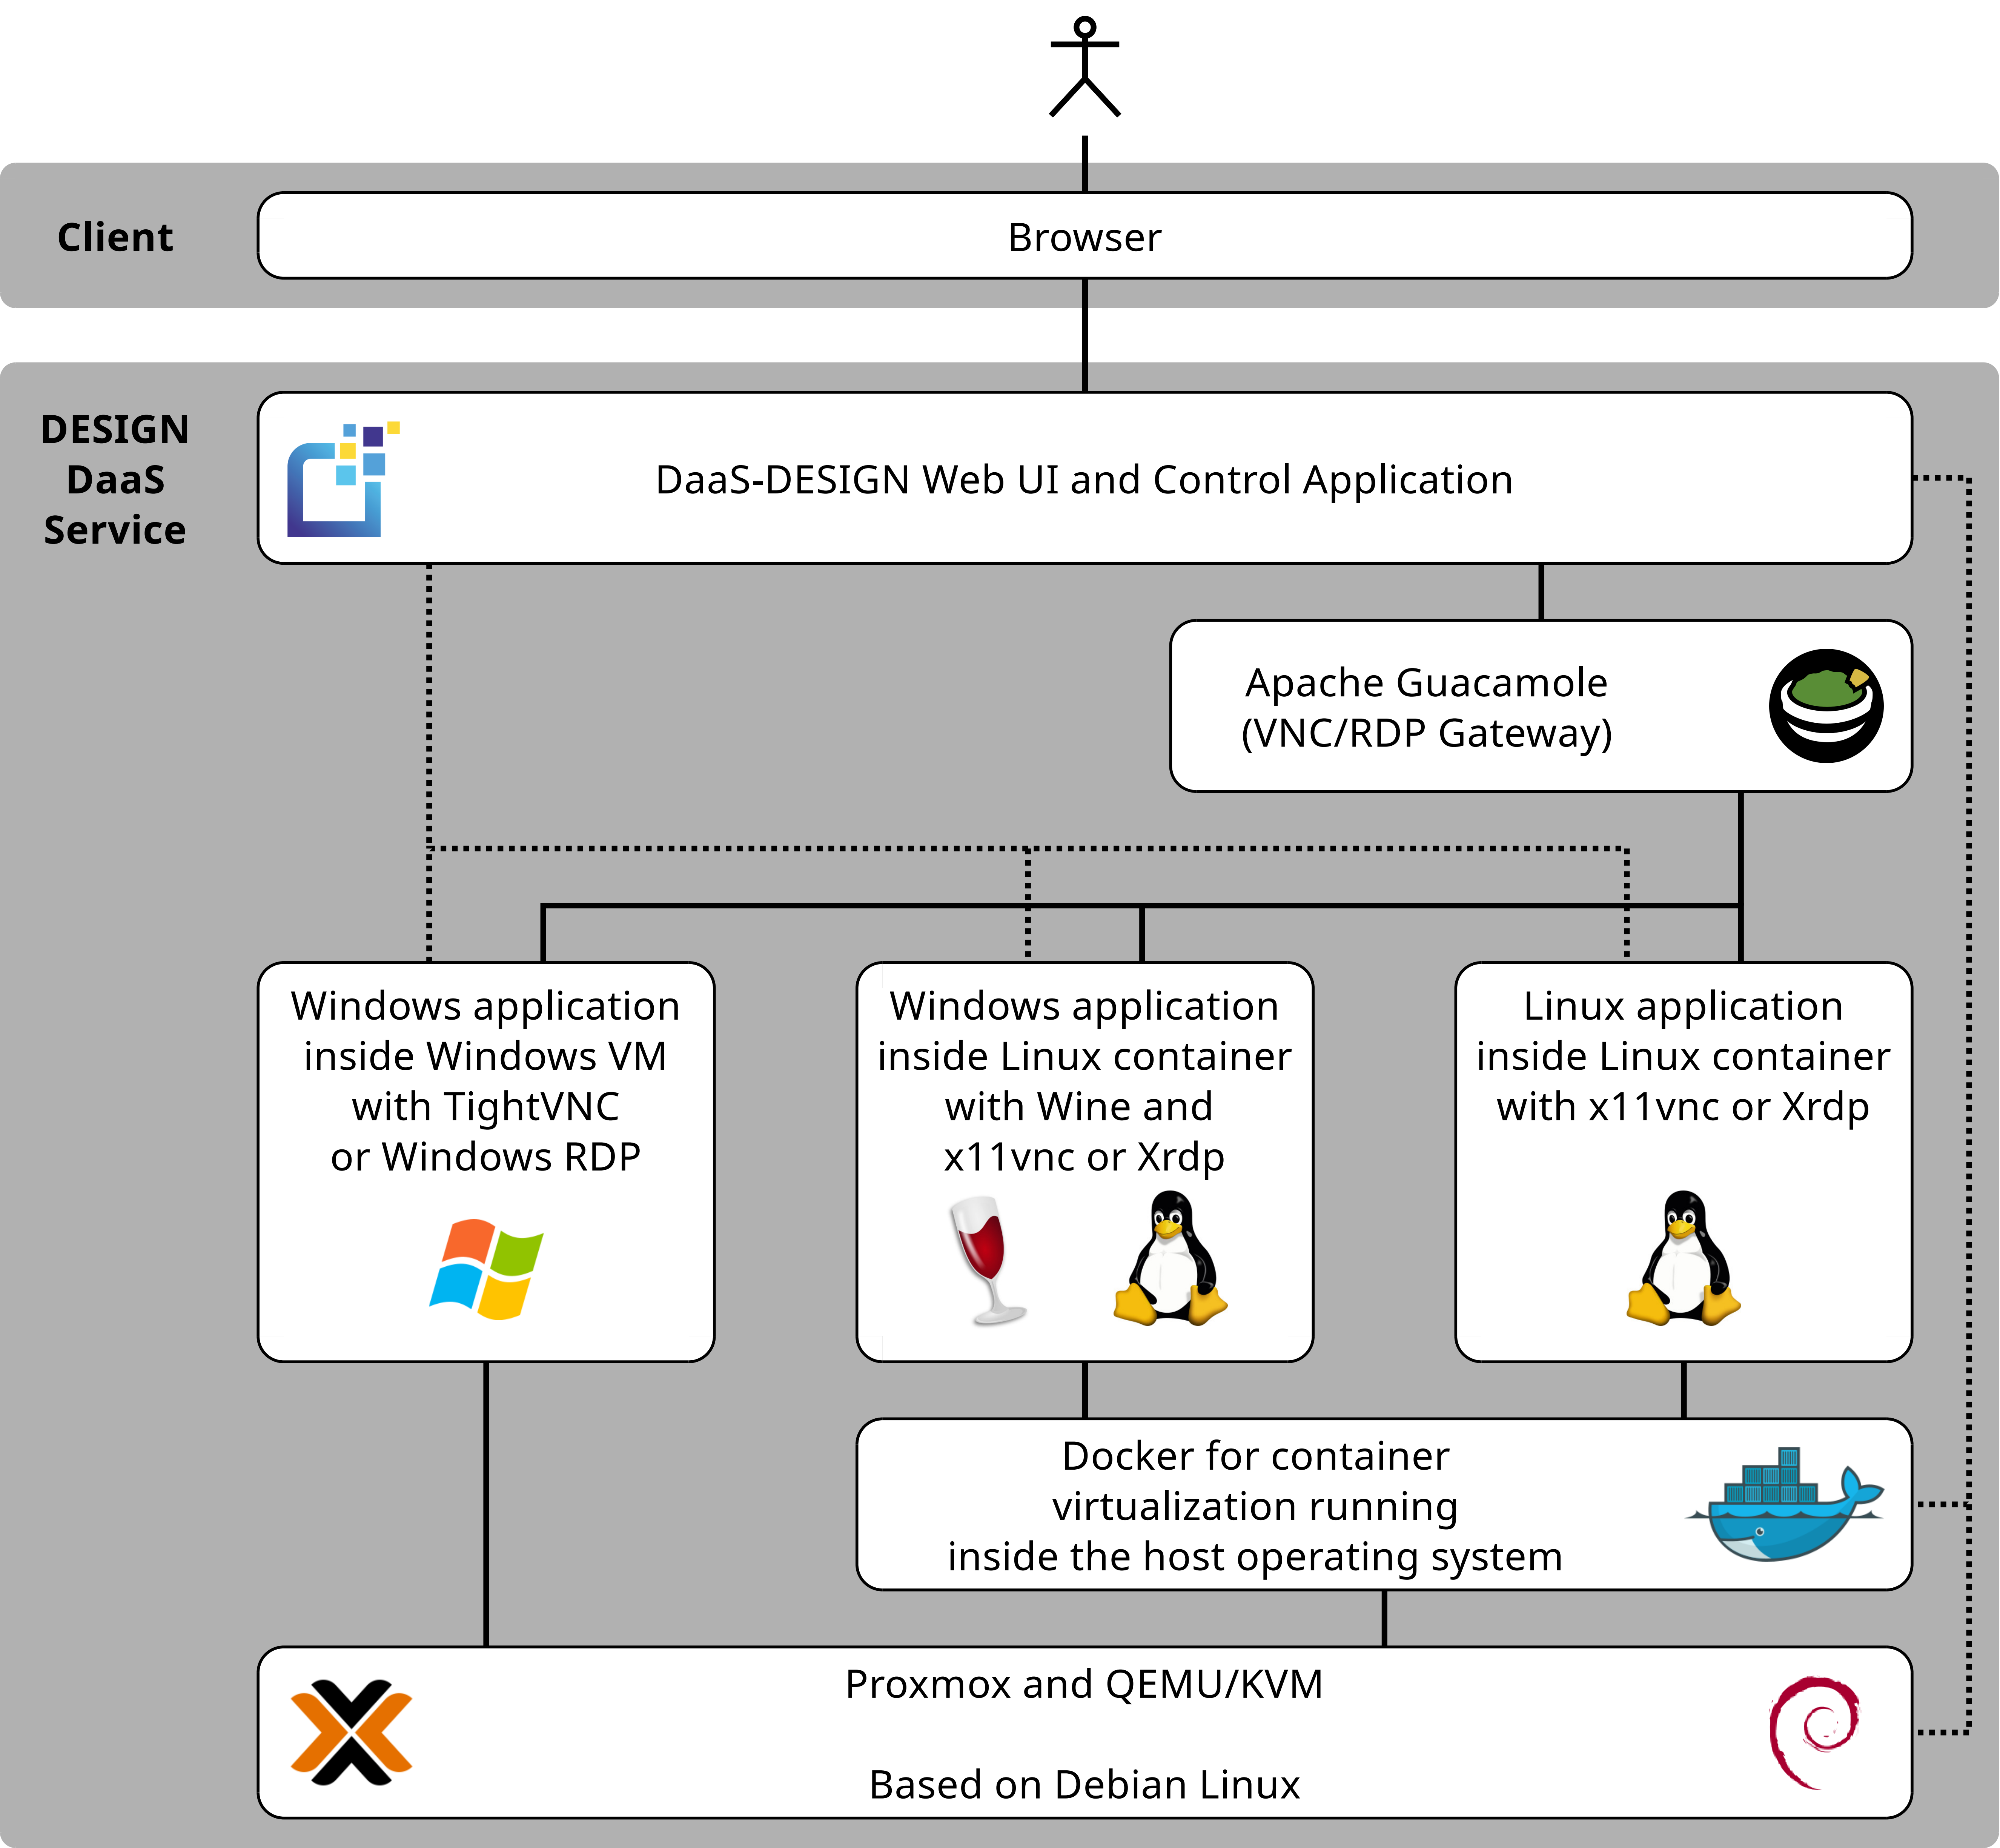 Client
Browser
DESIGN
DaaS
Service
DaaS-DESIGN Web UI and Control Application
Apache Guacamole
(VNC/RDP Gateway)
Windows application
inside Windows VM
with TightVNC
or Windows RDP
Windows application
inside Linux container
with Wine and
x11vnc or Xrdp
Linux application
inside Linux container
with x11vnc or Xrdp
Docker for container
virtualization running
inside the host operating system
Proxmox and QEMU/KVM
Based on Debian Linux